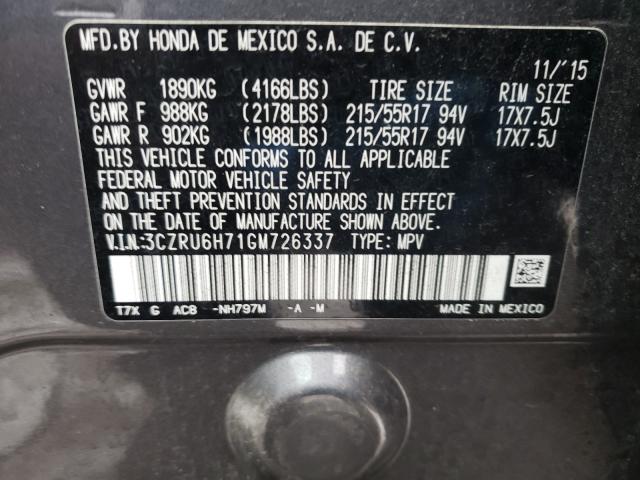 MFD.BY HONDA DE MEXICO S.A. DE C.V.
11/'15
GVWR 1890KG (4166LBS) TIRE SIZE RIM SIZE
GAWR F 988KG (2178LBS) 215/55R17 94V 17X7.5J
GAWR R 902KG (1988LBS) 215/55R17 94V 17X7.5J
THIS VEHICLE CONFORMS TO ALL APPLICABLE
FEDERAL MOTOR VEHICLE SAFETY
AND THEFT PREVENTION STANDARDS IN EFFECT
ON THE DATE OF MANUFACTURE SHOWN ABOVE.
V.I.N.:3CZRU6H71GM726337 TYPE: MPV
T7X G AC8 -NH797M -A -M MADE IN MEXICO